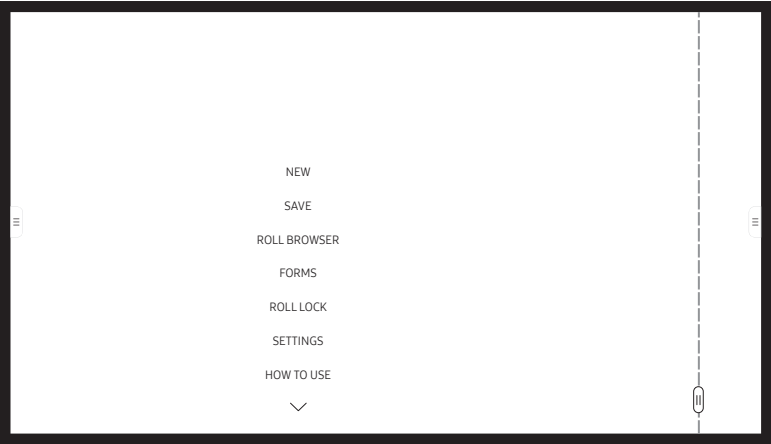 NEW
SAVE
ROLL BROWSER
FORMS
ROLL LOCK
SETTINGS
HOW TO USE